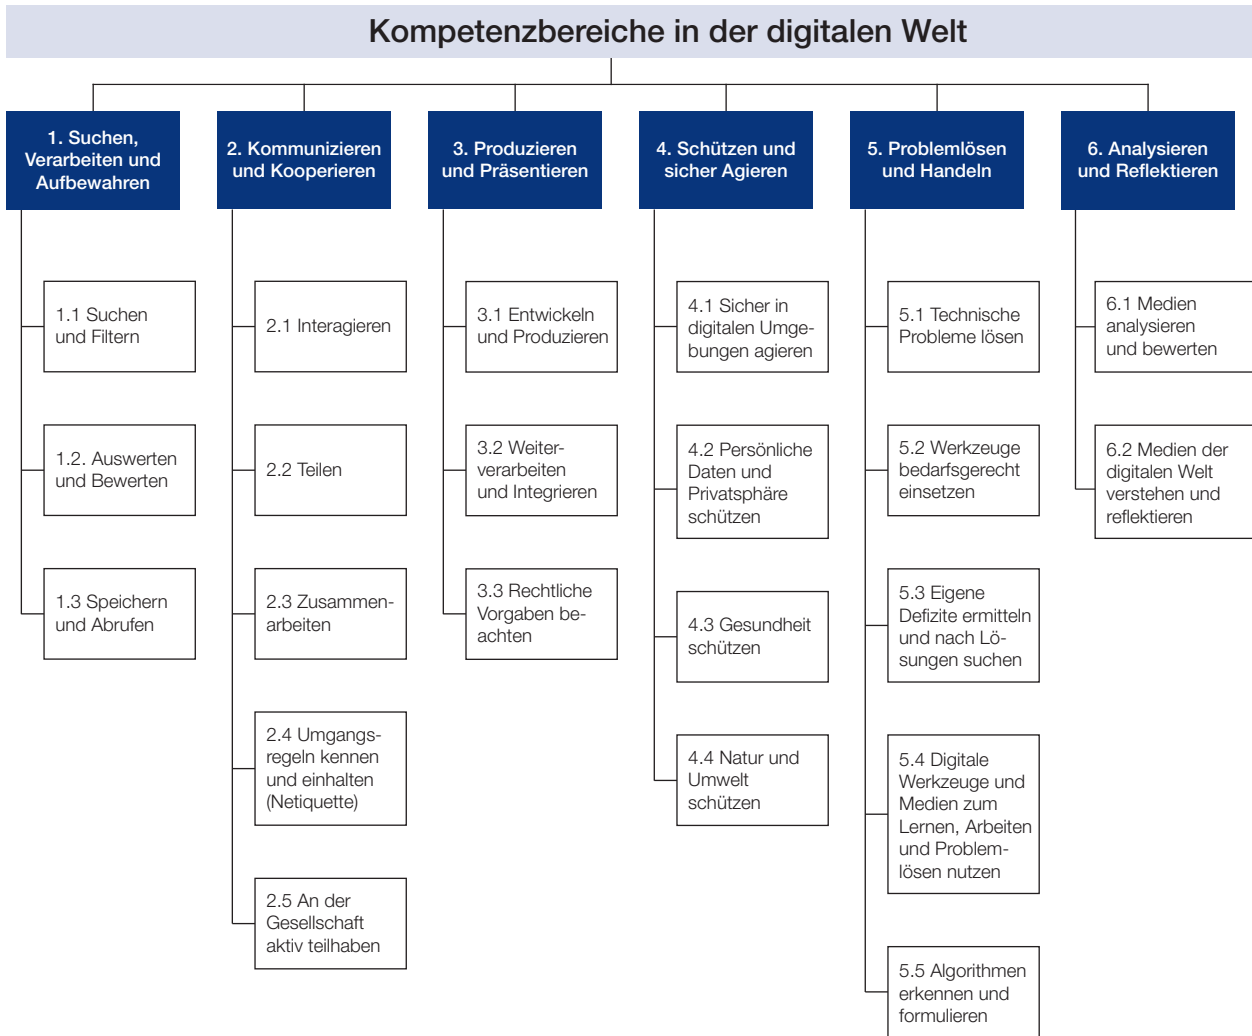 Kompetenzbereiche in der digitalen Welt
1. Suchen,
Verarbeiten und
Aufbewahren
1.1 Suchen
und Filtern
1.2. Auswerten
und Bewerten
1.3 Speichern
und Abrufen
2. Kommunizieren
und Kooperieren
2.1 Interagieren
2.2 Teilen
2.3 Zusammen-
arbeiten
2.4 Umgangs-
regeln kennen
und einhalten
(Netiquette)
2.5 An der
Gesellschaft
aktiv teilhaben
3. Produzieren
und Präsentieren
3.1 Entwickeln
und Produzieren
3.2 Weiter-
verarbeiten
und Integrieren
3.3 Rechtliche
Vorgaben be-
achten
4. Schützen und
sicher Agieren
4.1 Sicher in
digitalen Umge-
bungen agieren
4.2 Persönliche
Daten und
Privatsphäre
schützen
4.3 Gesundheit
schützen
4.4 Natur und
Umwelt
schützen
5. Problemlösen
und Handeln
5.1 Technische
Probleme lösen
5.2 Werkzeuge
bedarfsgerecht
einsetzen
5.3 Eigene
Defizite ermitteln
und nach Lö-
sungen suchen
5.4 Digitale
Werkzeuge und
Medien zum
Lernen, Arbeiten
und Problem-
lösen nutzen
5.5 Algorithmen
erkennen und
formulieren
6. Analysieren
und Reflektieren
6.1 Medien
analysieren
und bewerten
6.2 Medien der
digitalen Welt
verstehen und
reflektieren